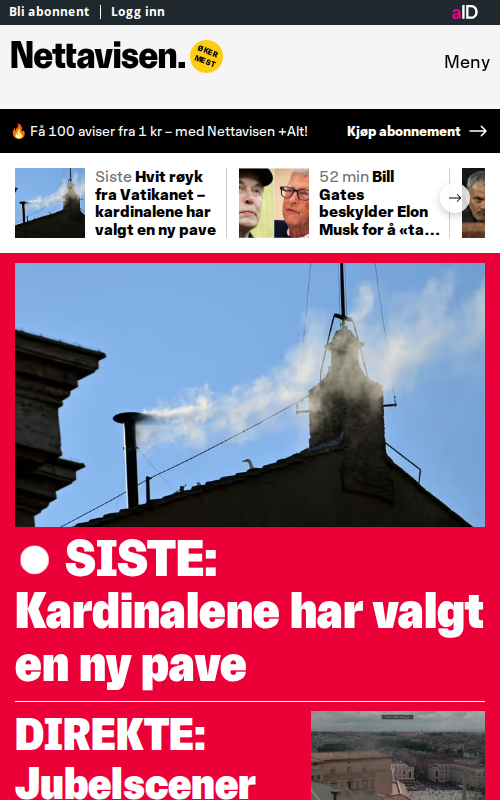 Bli abonnent
Logg inn
aID
Nettavisen.
ØKER
MEST
Meny
🔥 Få 100 aviser fra 1 kr – med Nettavisen +Alt!
Kjøp abonnement →
Siste Hvit røyk
fra Vatikanet –
kardinalene har
valgt en ny pave
52 min Bill
Gates
beskylder Elon
Musk for å «ta...
SISTE:
Kardinalene har valgt
en ny pave
DIREKTE:
Jubelscener